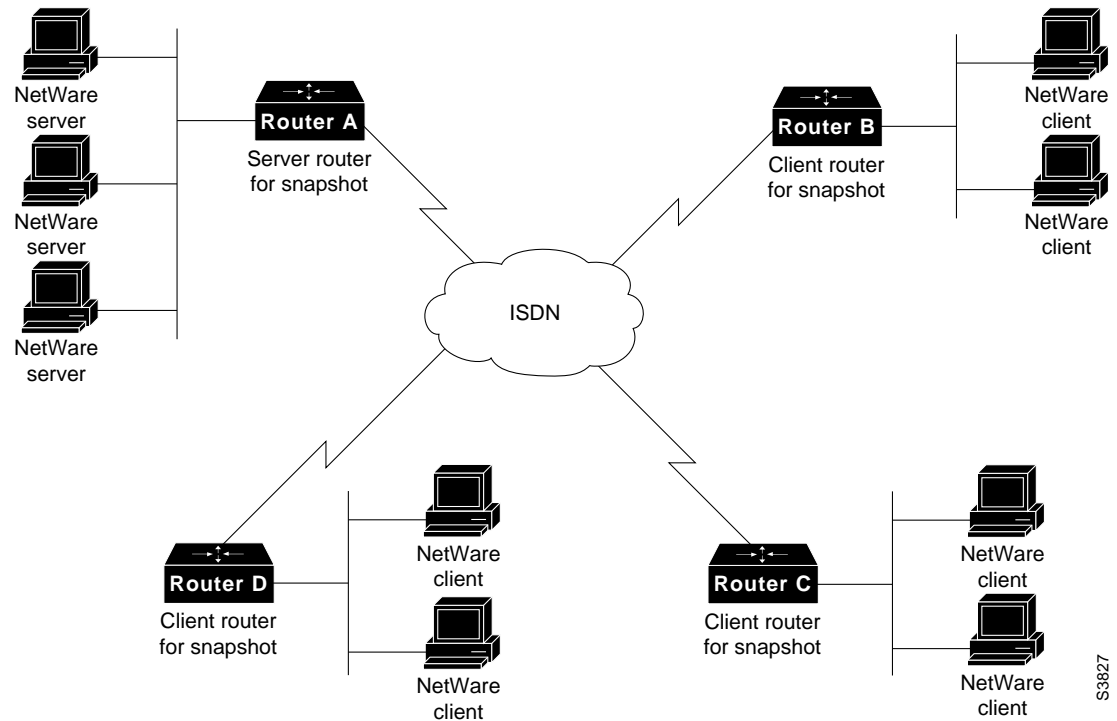 NetWare
server
NetWare
server
NetWare
server
Router A
Server router
for snapshot
Router B
Client router
for snapshot
NetWare
client
NetWare
client
ISDN
Router D
Client router
for snapshot
NetWare
client
NetWare
client
Router C
Client router
for snapshot
NetWare
client
NetWare
client
S3827